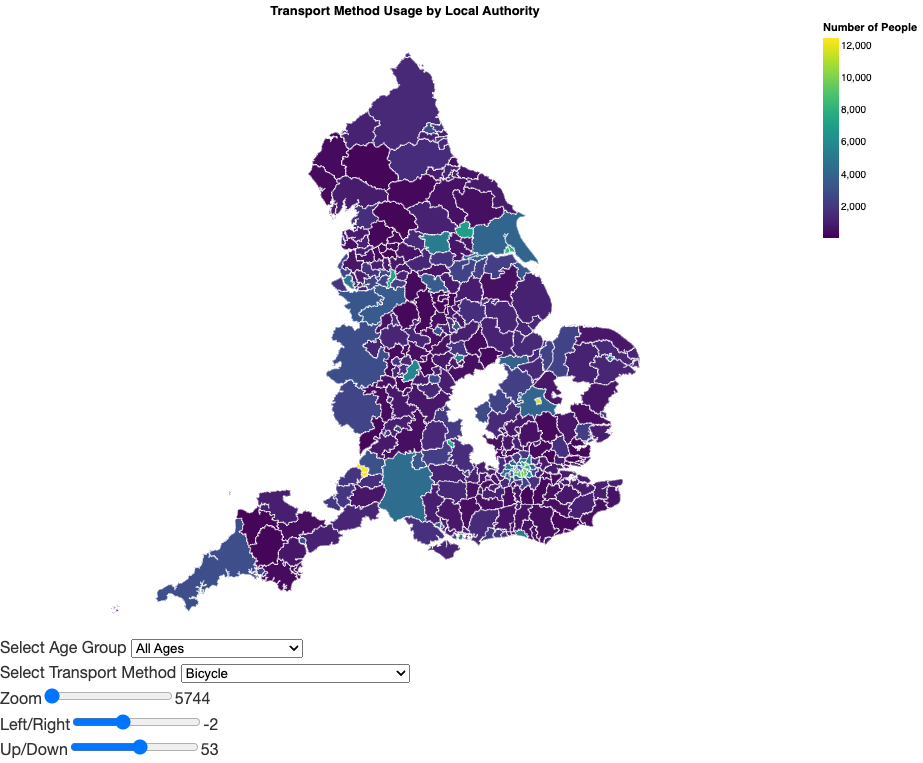 Transport Method Usage by Local Authority
Number of People
12,000
10,000
8,000
6,000
4,000
2,000
Select Age Group All Ages
Select Transport Method Bicycle
Zoom 5744
Left/Right -2
Up/Down 53